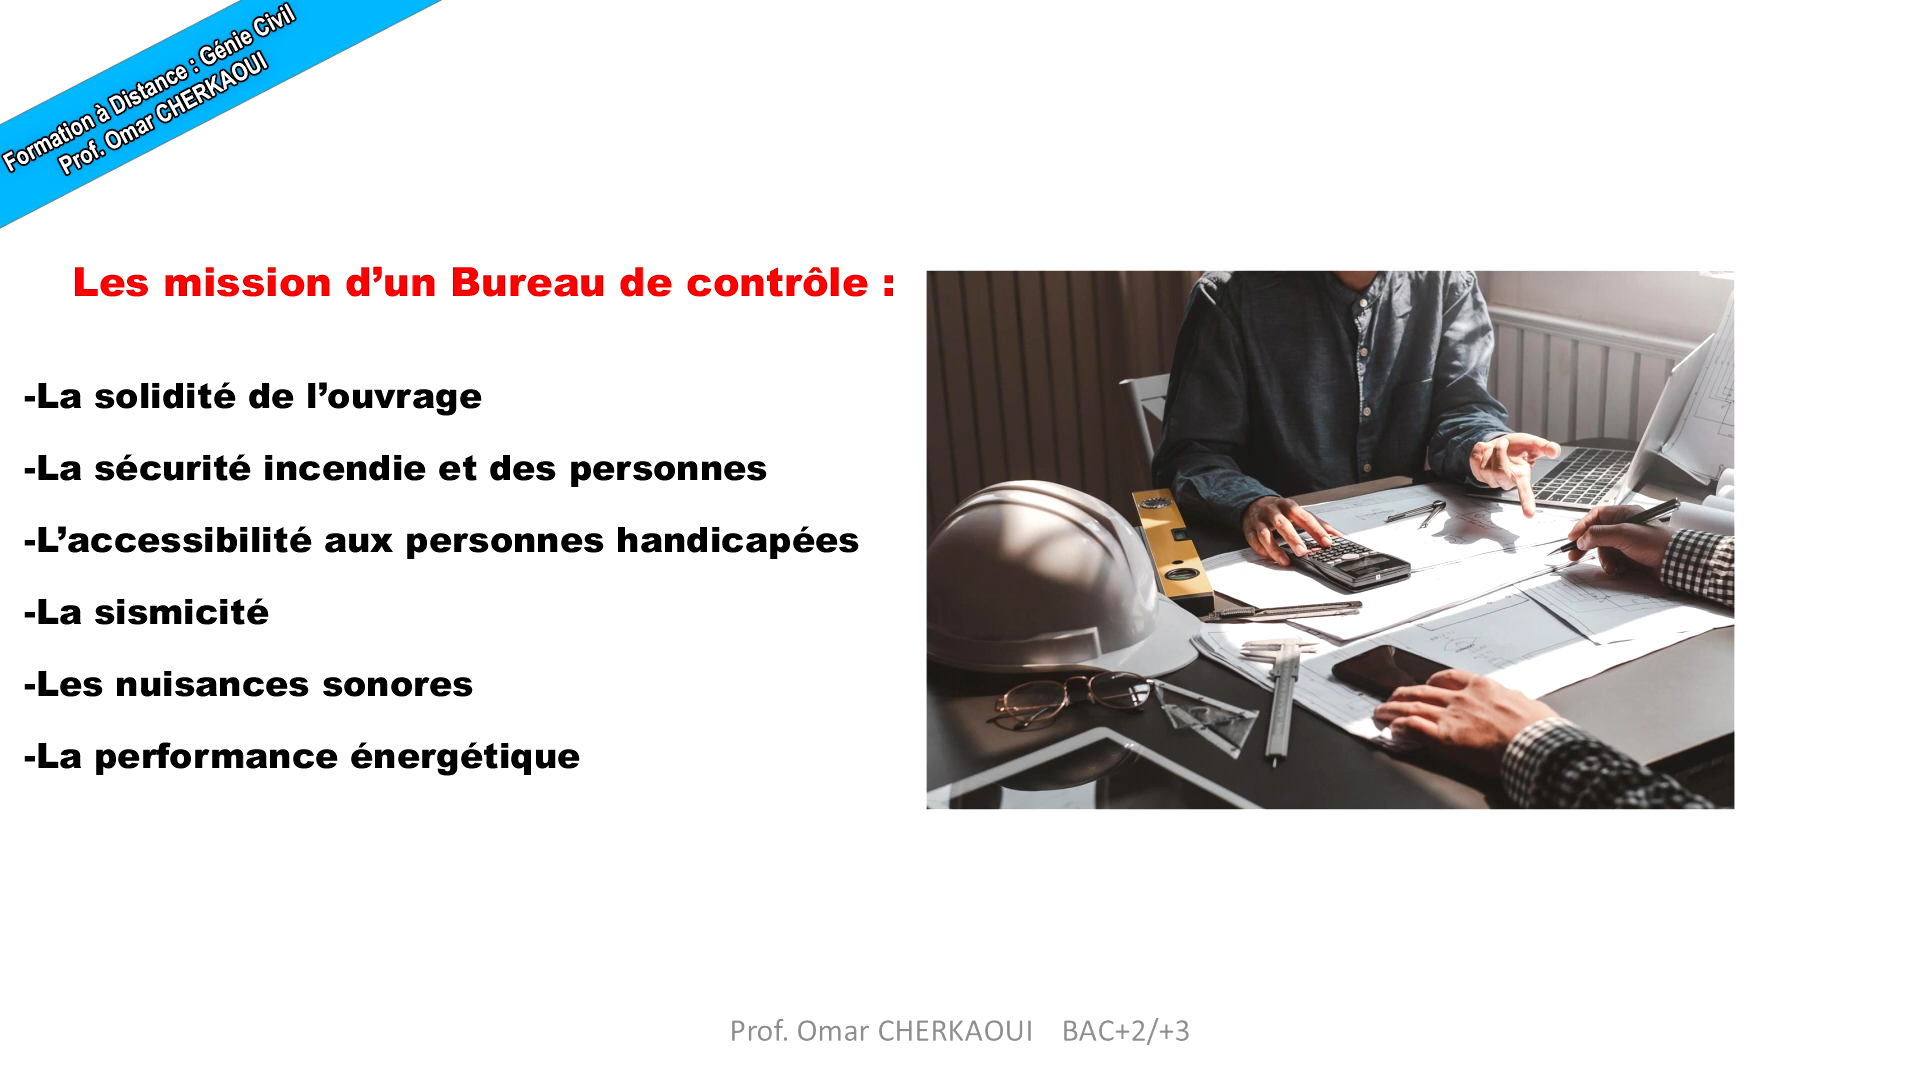 Formation à Distance : Génie Civil
Prof. Omar CHERKAOUI
Les mission d’un Bureau de contrôle :
-La solidité de l’ouvrage
-La sécurité incendie et des personnes
-L’accessibilité aux personnes handicapées
-La sismicité
-Les nuisances sonores
-La performance énergétique
Prof. Omar CHERKAOUI BAC+2/+3